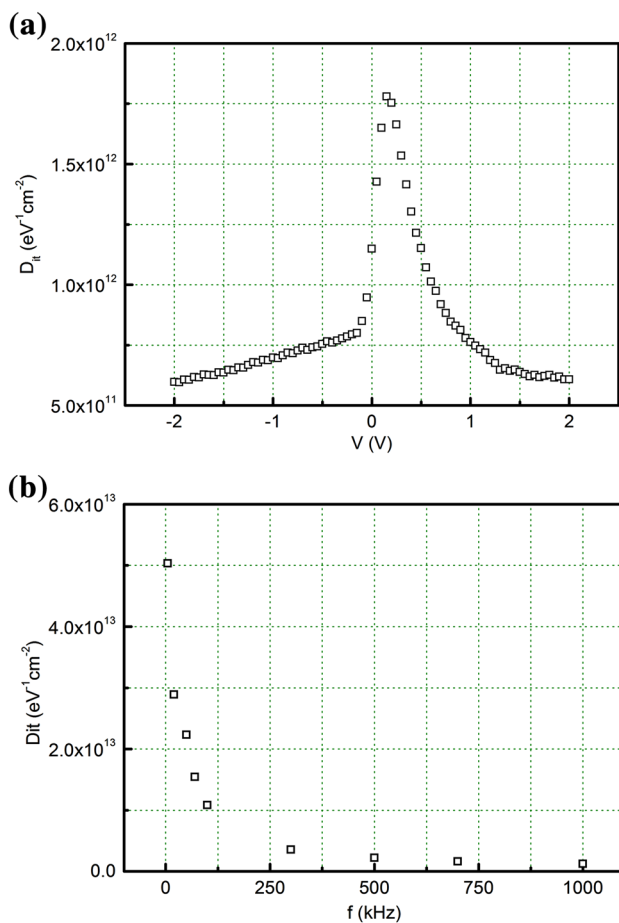 (a)
2.0x10¹²
1.5x10¹²
1.0x10¹²
5.0x10¹¹
D_it (eV⁻¹cm⁻²)
-2 -1 0 1 2
V (V)
(b)
6.0x10¹³
4.0x10¹³
2.0x10¹³
0.0
Dit (eV⁻¹cm⁻²)
0 250 500 750 1000
f (kHz)